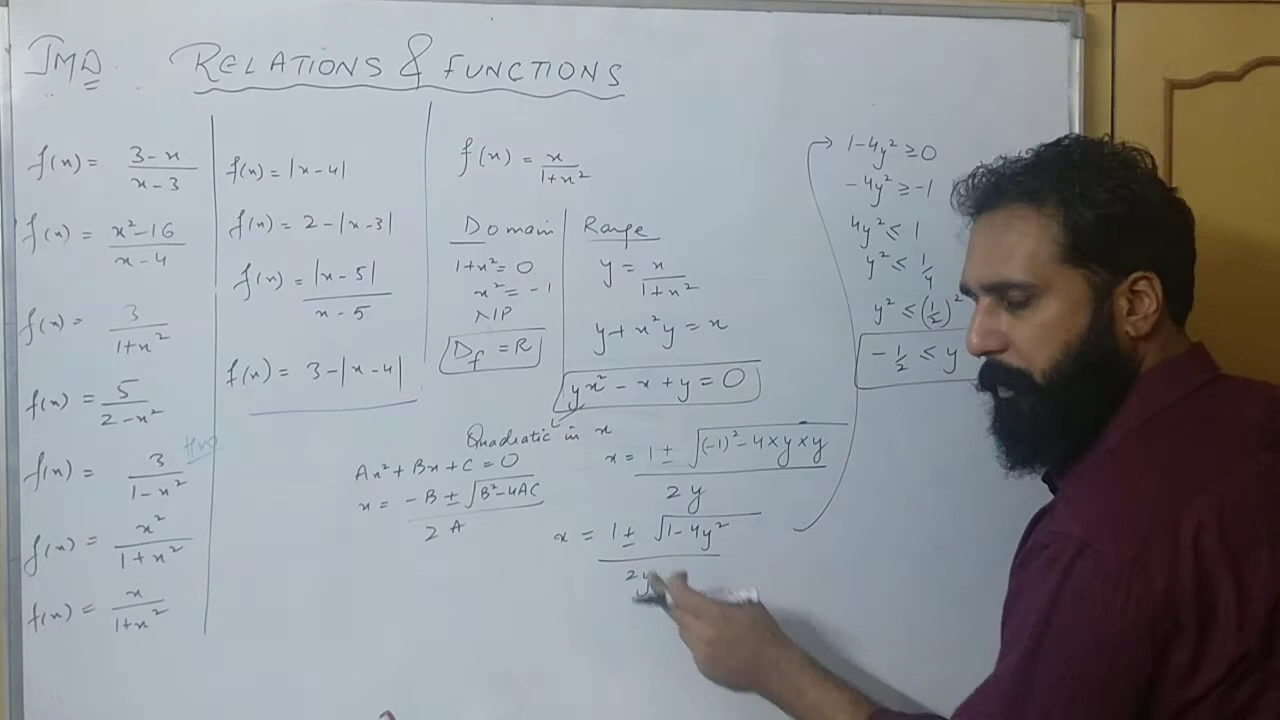 JMD. RELATIONS & FUNCTIONS
f(x) = (3-x)/(x-3)
f(x) = (x²-16)/(x-4)
f(x) = 3/(1+x²)
f(x) = 5/(2-x²)
Hw
f(x) = 3/(1-x²)
f(x) = x²/(1+x²)
f(x) = x/(1+x²)
f(x) = |x-4|
f(x) = 2-|x-3|
f(x) = |x-5|/(x-5)
f(x) = 3-|x-4|
f(x) = x/(1+x²)
Domain
1+x² = 0
x² = -1
NIP
D_f = R
Range
y = x/(1+x²)
y+x²y = x
yx² - x + y = 0
Quadratic in x
Ax²+Bx+C = 0
x = (-B ± √(B²-4AC))/(2A)
x = (1 ± √((-1)²-4×y×y))/(2y)
x = (1 ± √(1-4y²))/(2y)
1-4y² ≥ 0
-4y² ≥ -1
4y² ≤ 1
y² ≤ 1/4
y² ≤ (1/2)²
-1/2 ≤ y